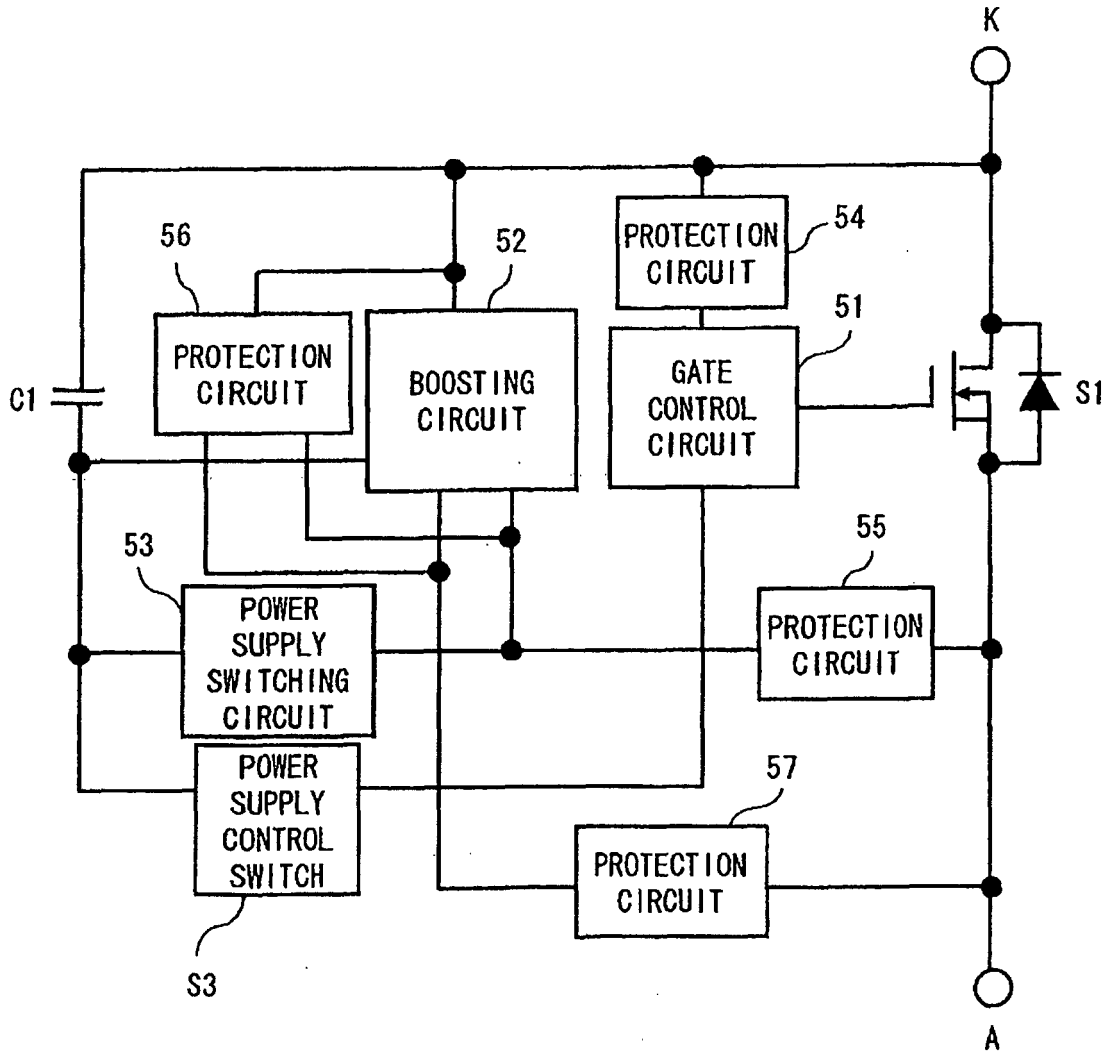 K
54
PROTECTION
CIRCUIT
56
52
51
PROTECTION
CIRCUIT
BOOSTING
CIRCUIT
GATE
CONTROL
CIRCUIT
C1
S1
53
55
POWER
SUPPLY
SWITCHING
CIRCUIT
PROTECTION
CIRCUIT
POWER
SUPPLY
CONTROL
SWITCH
57
PROTECTION
CIRCUIT
S3
A